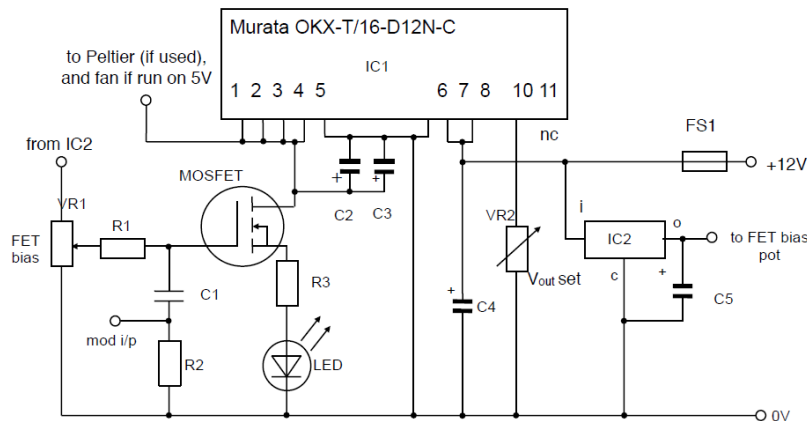 Murata OKX-T/16-D12N-C
IC1
to Peltier (if used),
and fan if run on 5V
1 2 3 4 5 6 7 8 10 11
nc
FS1
+12V
from IC2
MOSFET
+
C2
+
C3
VR1
R1
FET
bias
i
IC2
o
to FET bias
pot
VR2
Vout set
c
+
C5
R3
C1
+
C4
mod i/p
R2
LED
0V